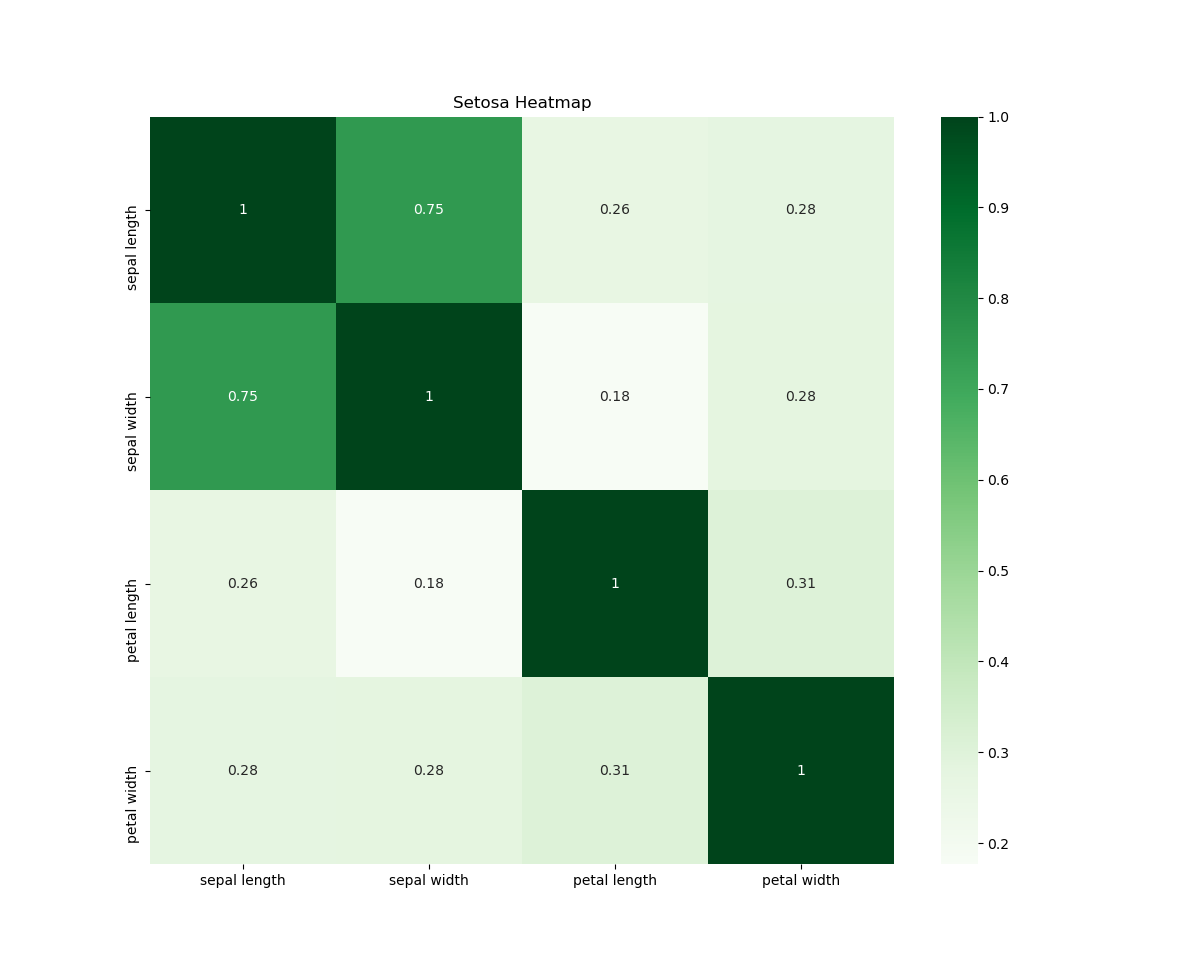 Setosa Heatmap
sepal length 1 0.75 0.26 0.28
sepal width 0.75 1 0.18 0.28
petal length 0.26 0.18 1 0.31
petal width 0.28 0.28 0.31 1
sepal length sepal width petal length petal width
1.0
0.9
0.8
0.7
0.6
0.5
0.4
0.3
0.2